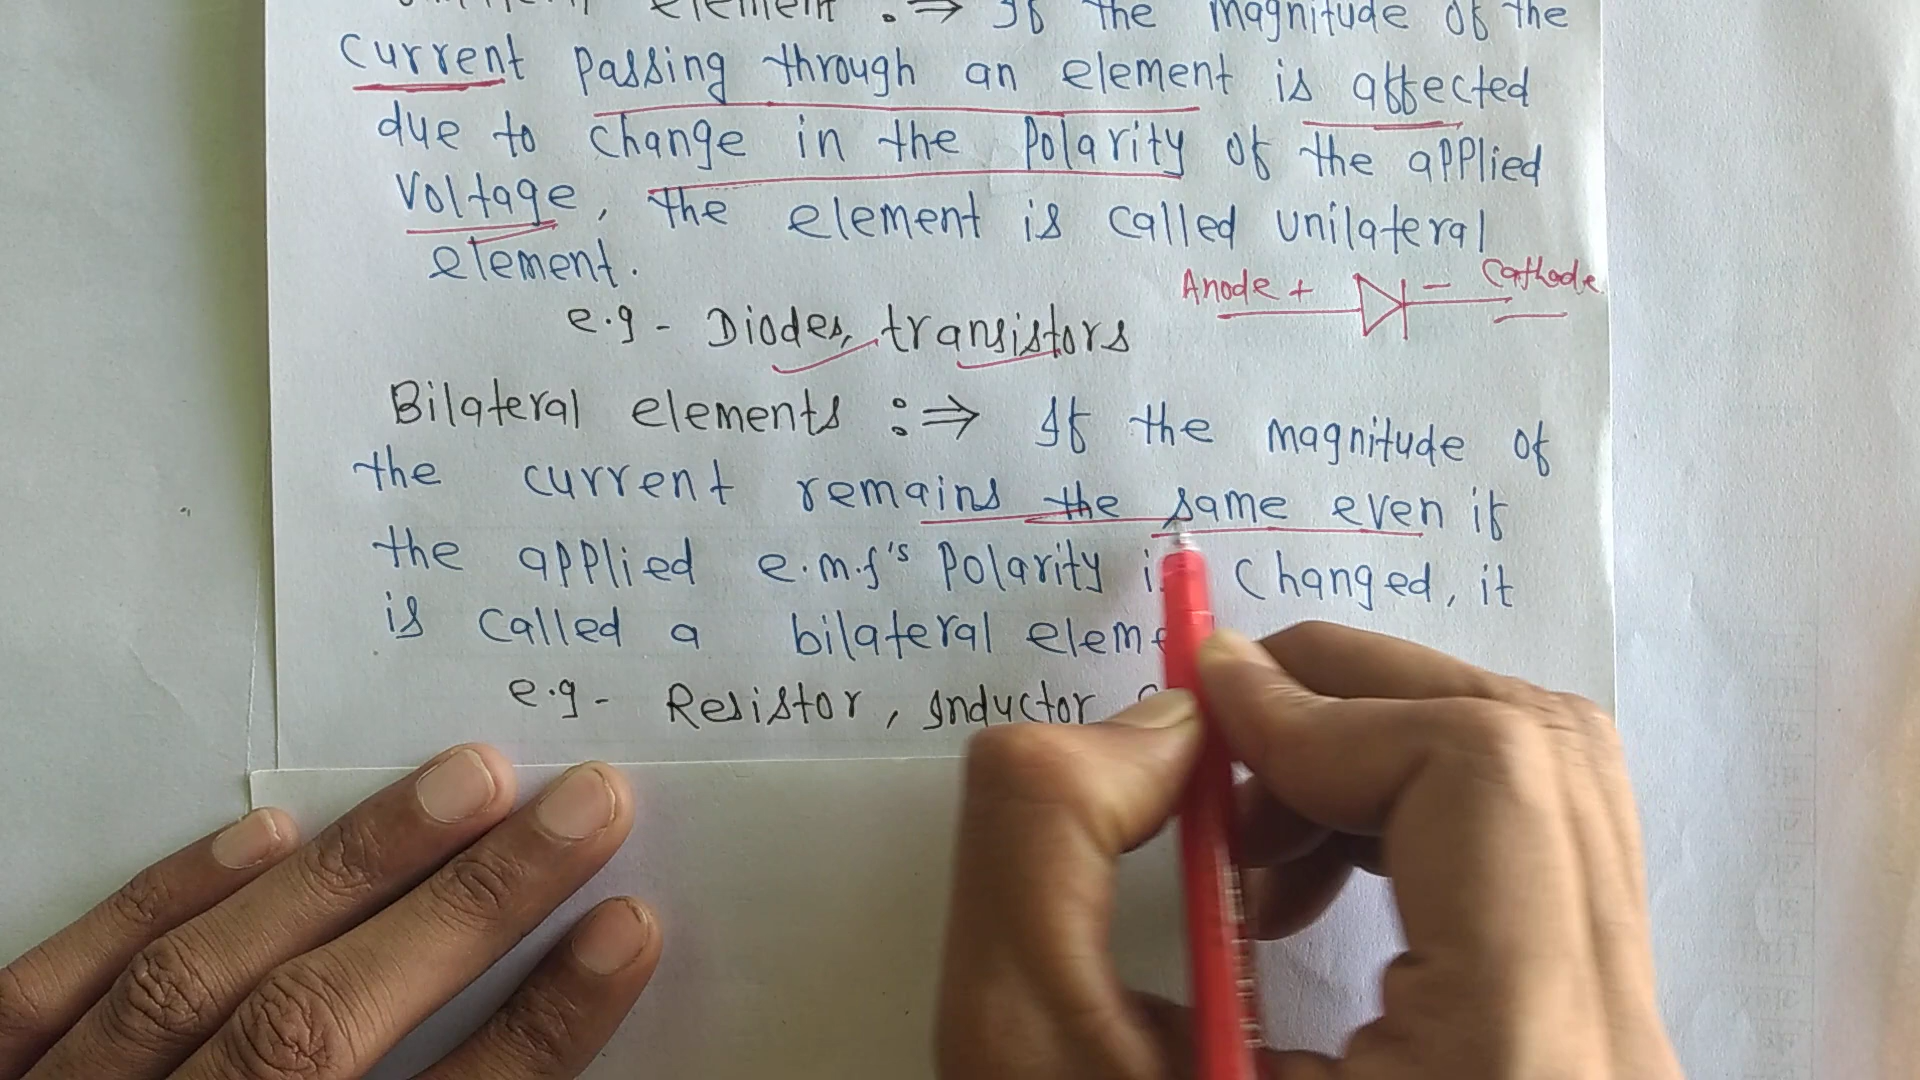 element :⇒ If the magnitude of the
current passing through an element is affected
due to change in the Polarity of the applied
Voltage, the element is called unilateral
element.
Anode + - Cathode
e.g - Diodes, transistors
Bilateral elements :⇒ If the magnitude of
the current remains the same even if
the applied e.m.f's Polarity is changed, it
is called a bilateral
e.g - Resistor, Inductor